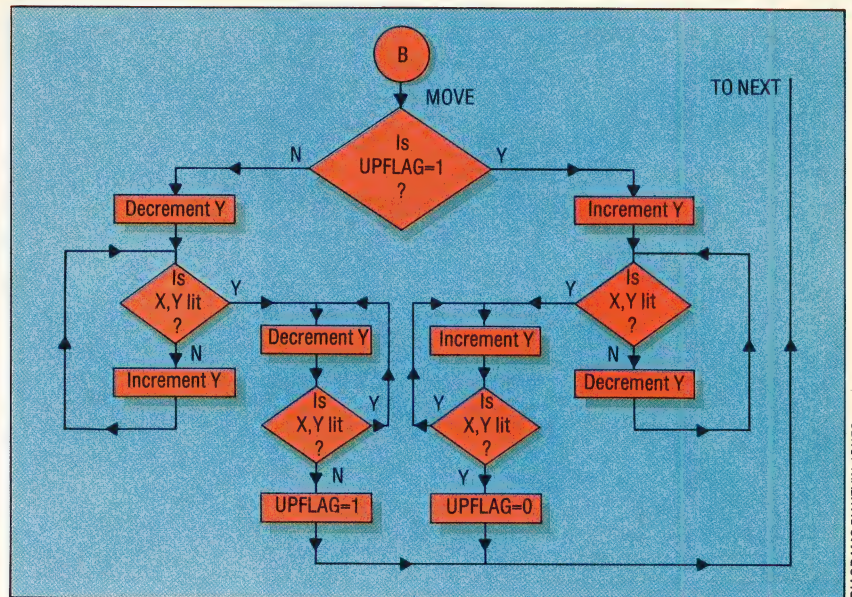 B
MOVE
TO NEXT
Is
UPFLAG=1
?
N
Y
Decrement Y
Increment Y
Is
X,Y lit
?
Y
N
Increment Y
Decrement Y
Is
X,Y lit
?
Y
N
UPFLAG=1
Increment Y
Is
X,Y lit
?
Y
Y
UPFLAG=0
Is
X,Y lit
?
Y
N
Decrement Y